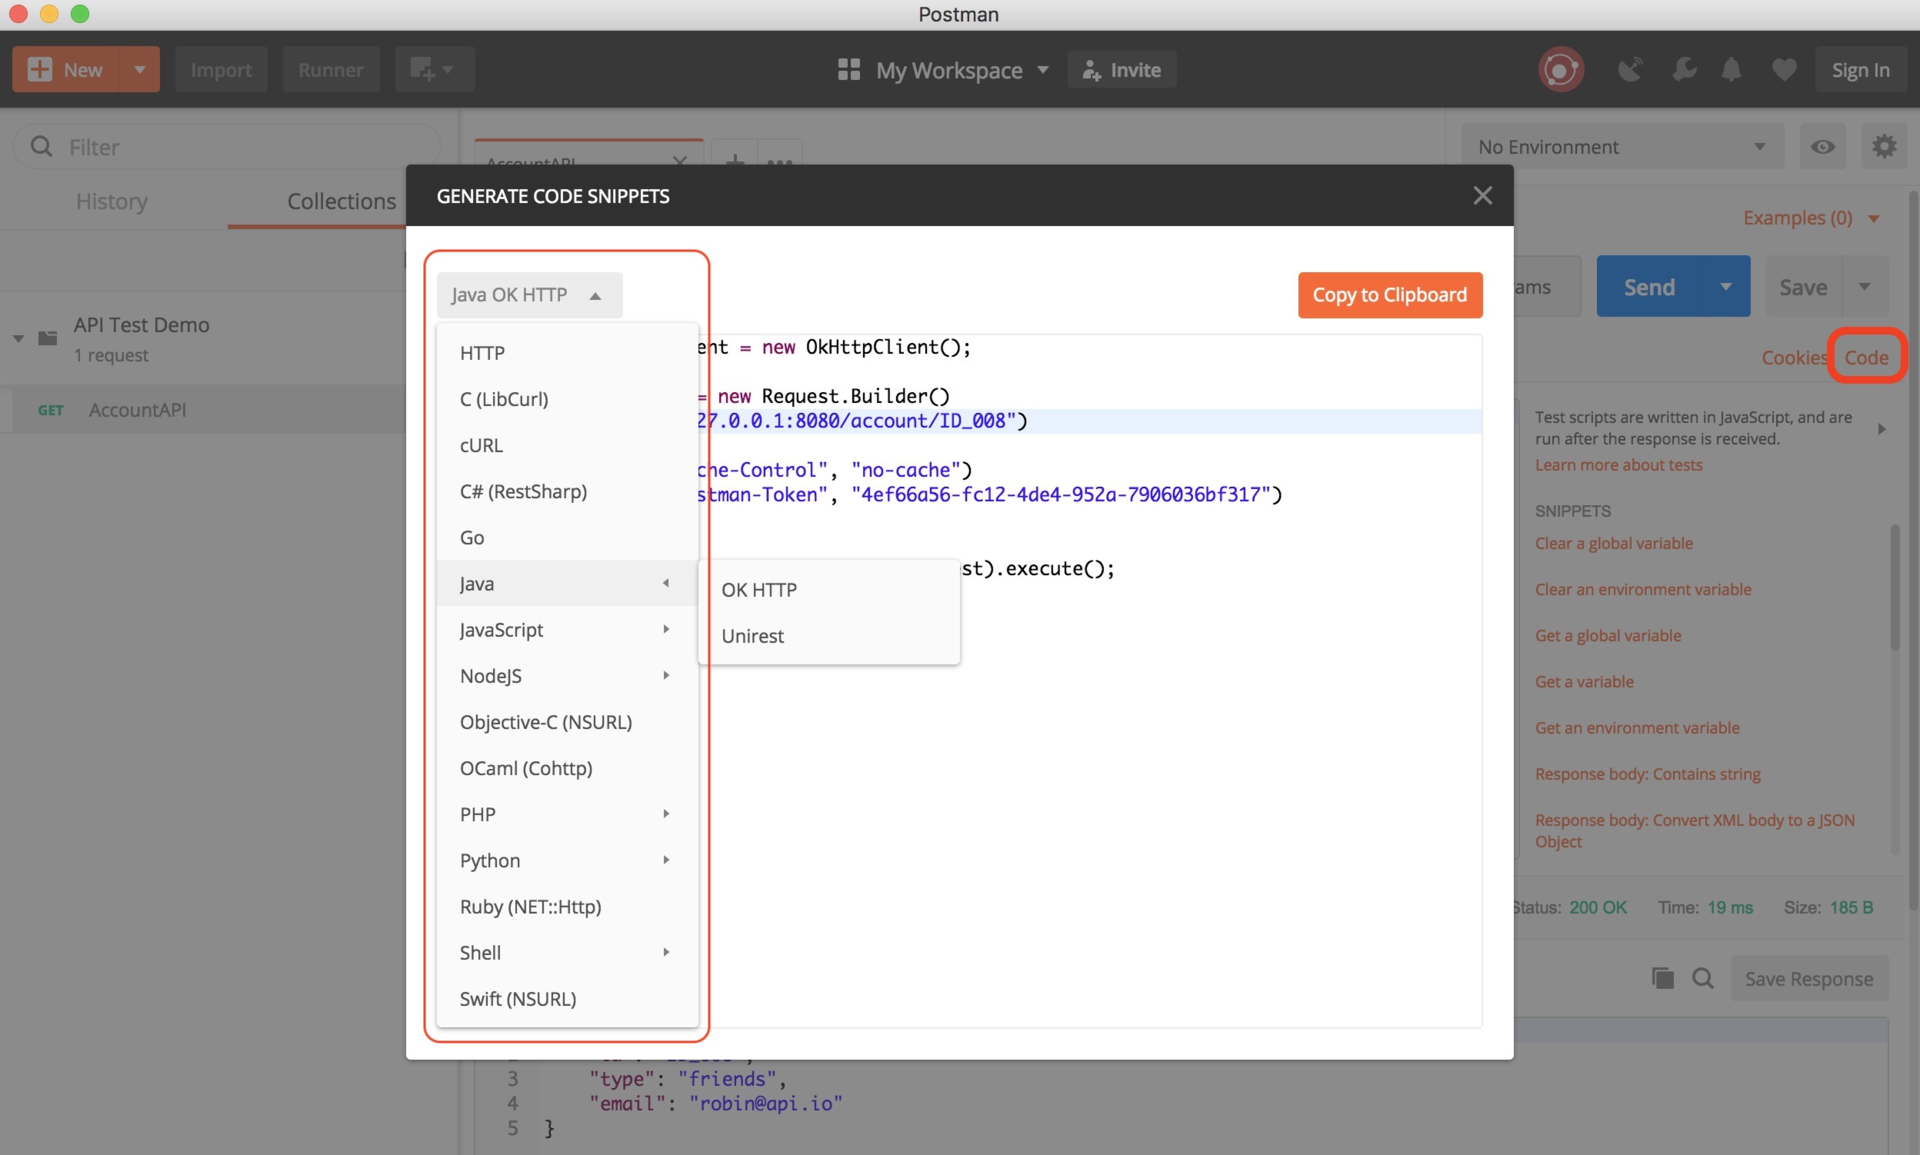 Postman
New
Import
Runner
My Workspace
Invite
Sign In
Filter
History
Collections
AccountAPI
No Environment
API Test Demo
1 request
GET AccountAPI
Examples (0)
Send
Save
Cookies
Code
GENERATE CODE SNIPPETS
Java OK HTTP
Copy to Clipboard
HTTP
C (LibCurl)
cURL
C# (RestSharp)
Go
Java
JavaScript
NodeJS
Objective-C (NSURL)
OCaml (Cohttp)
PHP
Python
Ruby (NET::Http)
Shell
Swift (NSURL)
OK HTTP
Unirest
= new OkHttpClient();
= new Request.Builder()
27.0.0.1:8080/account/ID_008")
che-Control", "no-cache")
stman-Token", "4ef66a56-fc12-4de4-952a-7906036bf317")
st).execute();
Test scripts are written in JavaScript, and are
run after the response is received.
Learn more about tests
SNIPPETS
Clear a global variable
Clear an environment variable
Get a global variable
Get a variable
Get an environment variable
Response body: Contains string
Response body: Convert XML body to a JSON
Object
Status: 200 OK Time: 19 ms Size: 185 B
Save Response
3 "type": "friends",
4 "email": "robin@api.io"
5 }